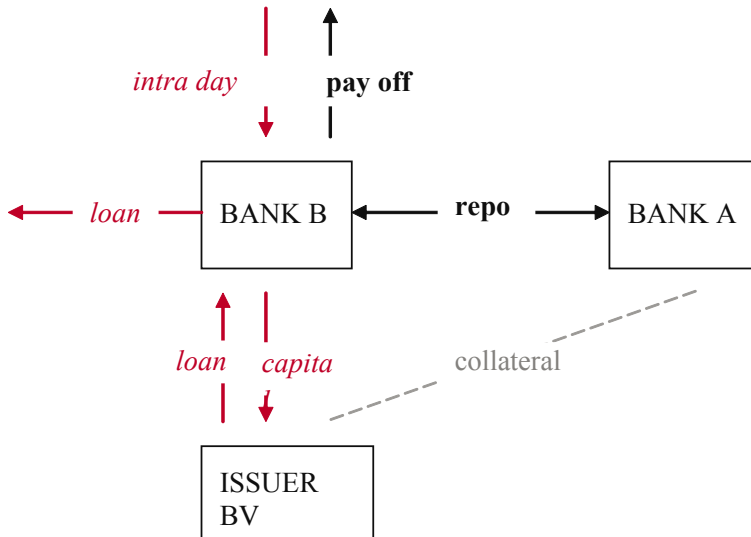 intra day
pay off
loan
BANK B
repo
BANK A
loan
capita
l
collateral
ISSUER
BV